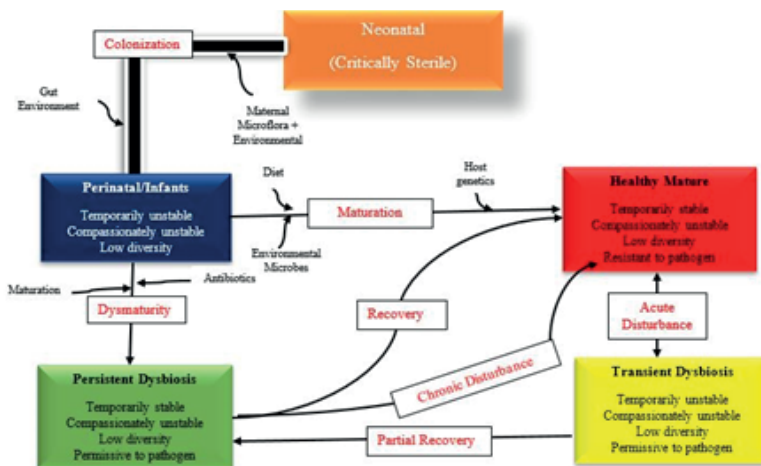 Neonatal
(Critically Sterile)
Colonization
Gut
Environment
Maternal
Microflora +
Environmental
Perinatal/Infants
Temporarily unstable
Compassionately unstable
Low diversity
Diet
Environmental
Microbes
Maturation
Host
genetics
Healthy Mature
Temporarily stable
Compassionately unstable
Low diversity
Resistant to pathogen
Maturation
Antibiotics
Dysmaturity
Recovery
Chronic Disturbance
Acute
Disturbance
Persistent Dysbiosis
Temporarily stable
Compassionately unstable
Low diversity
Permissive to pathogen
Partial Recovery
Transient Dysbiosis
Temporarily unstable
Compassionately unstable
Low diversity
Permissive to pathogen